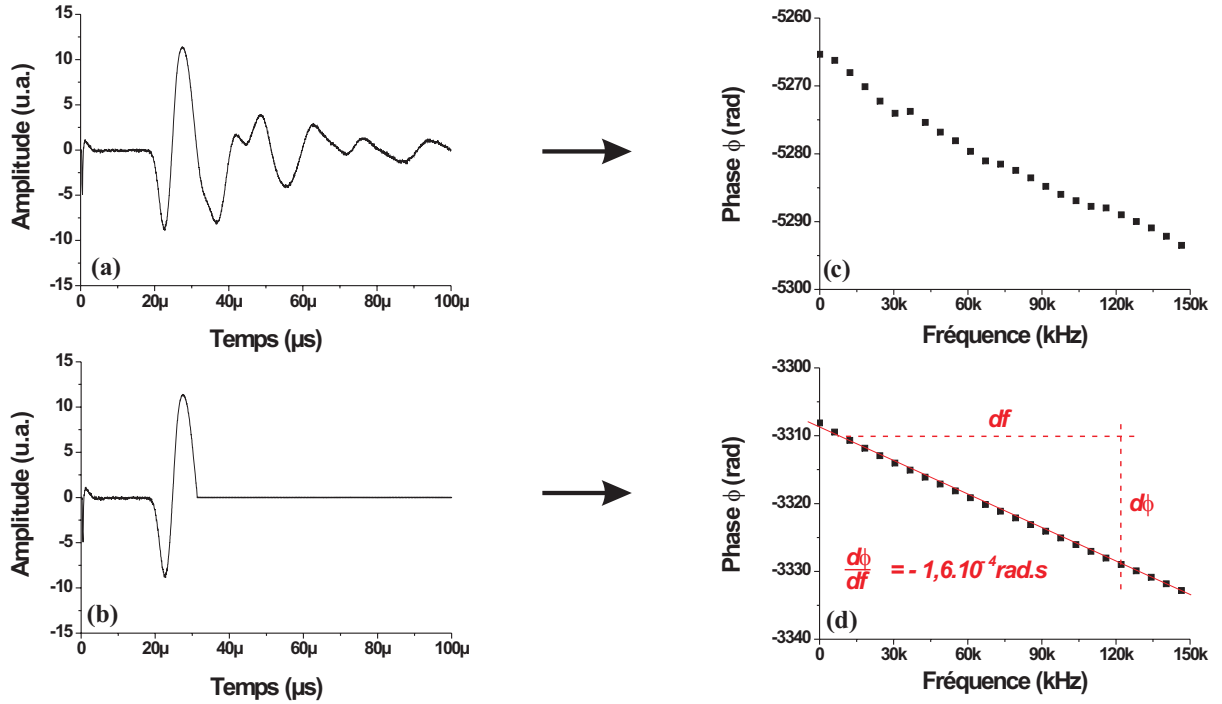 Amplitude (u.a.)
15
10
5
0
-5
-10
-15
(a)
0 20µ 40µ 60µ 80µ 100µ
Temps (µs)
Phase ϕ (rad)
-5260
-5270
-5280
-5290
-5300
(c)
0 30k 60k 90k 120k 150k
Fréquence (kHz)
Amplitude (u.a.)
15
10
5
0
-5
-10
-15
(b)
0 20µ 40µ 60µ 80µ 100µ
Temps (µs)
Phase ϕ (rad)
-3300
-3310
-3320
-3330
-3340
df
dϕ
dϕ/df = - 1,6.10⁻⁴ rad.s
(d)
0 30k 60k 90k 120k 150k
Fréquence (kHz)